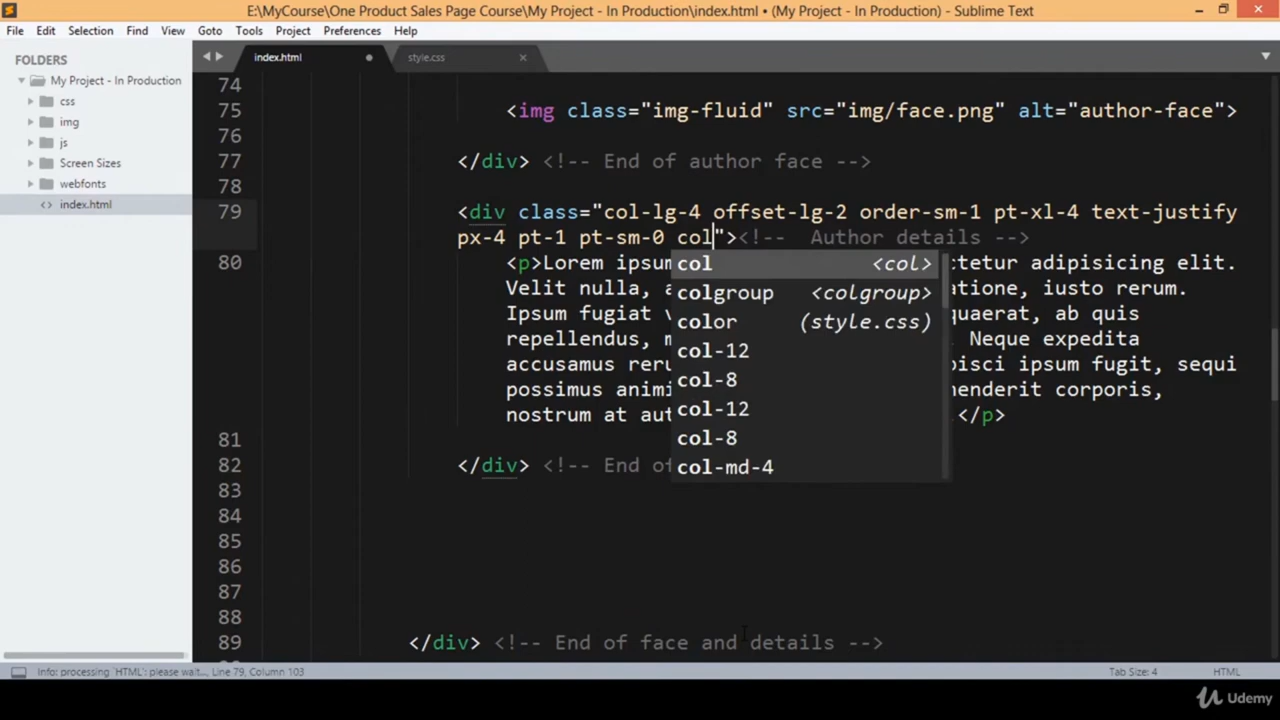 E:\MyCourse\One Product Sales Page Course\My Project - In Production\index.html • (My Project - In Production) - Sublime Text
File Edit Selection Find View Goto Tools Project Preferences Help
FOLDERS
My Project - In Production
css
img
js
Screen Sizes
webfonts
<> index.html
index.html
style.css
74
75 <img class="img-fluid" src="img/face.png" alt="author-face">
76
77 </div> <!-- End of author face -->
78
79 <div class="col-lg-4 offset-lg-2 order-sm-1 pt-xl-4 text-justify
px-4 pt-1 pt-sm-0 col"><!--  Author details -->
80 <p>Lorem ipsum ctetur adipisicing elit.
Velit nulla, a atione, iusto rerum.
Ipsum fugiat v quaerat, ab quis
repellendus, m Neque expedita
accusamus reru pisci ipsum fugit, sequi
possimus animi henderit corporis,
nostrum at aut </p>
81
82 </div> <!-- End of
83
84
85
86
87
88
89 </div> <!-- End of face and details -->
col <col>
colgroup <colgroup>
color (style.css)
col-12
col-8
col-12
col-8
col-md-4
Info: processing `HTML`: please wait.., Line 79, Column 103
Tab Size: 4
HTML
Udemy